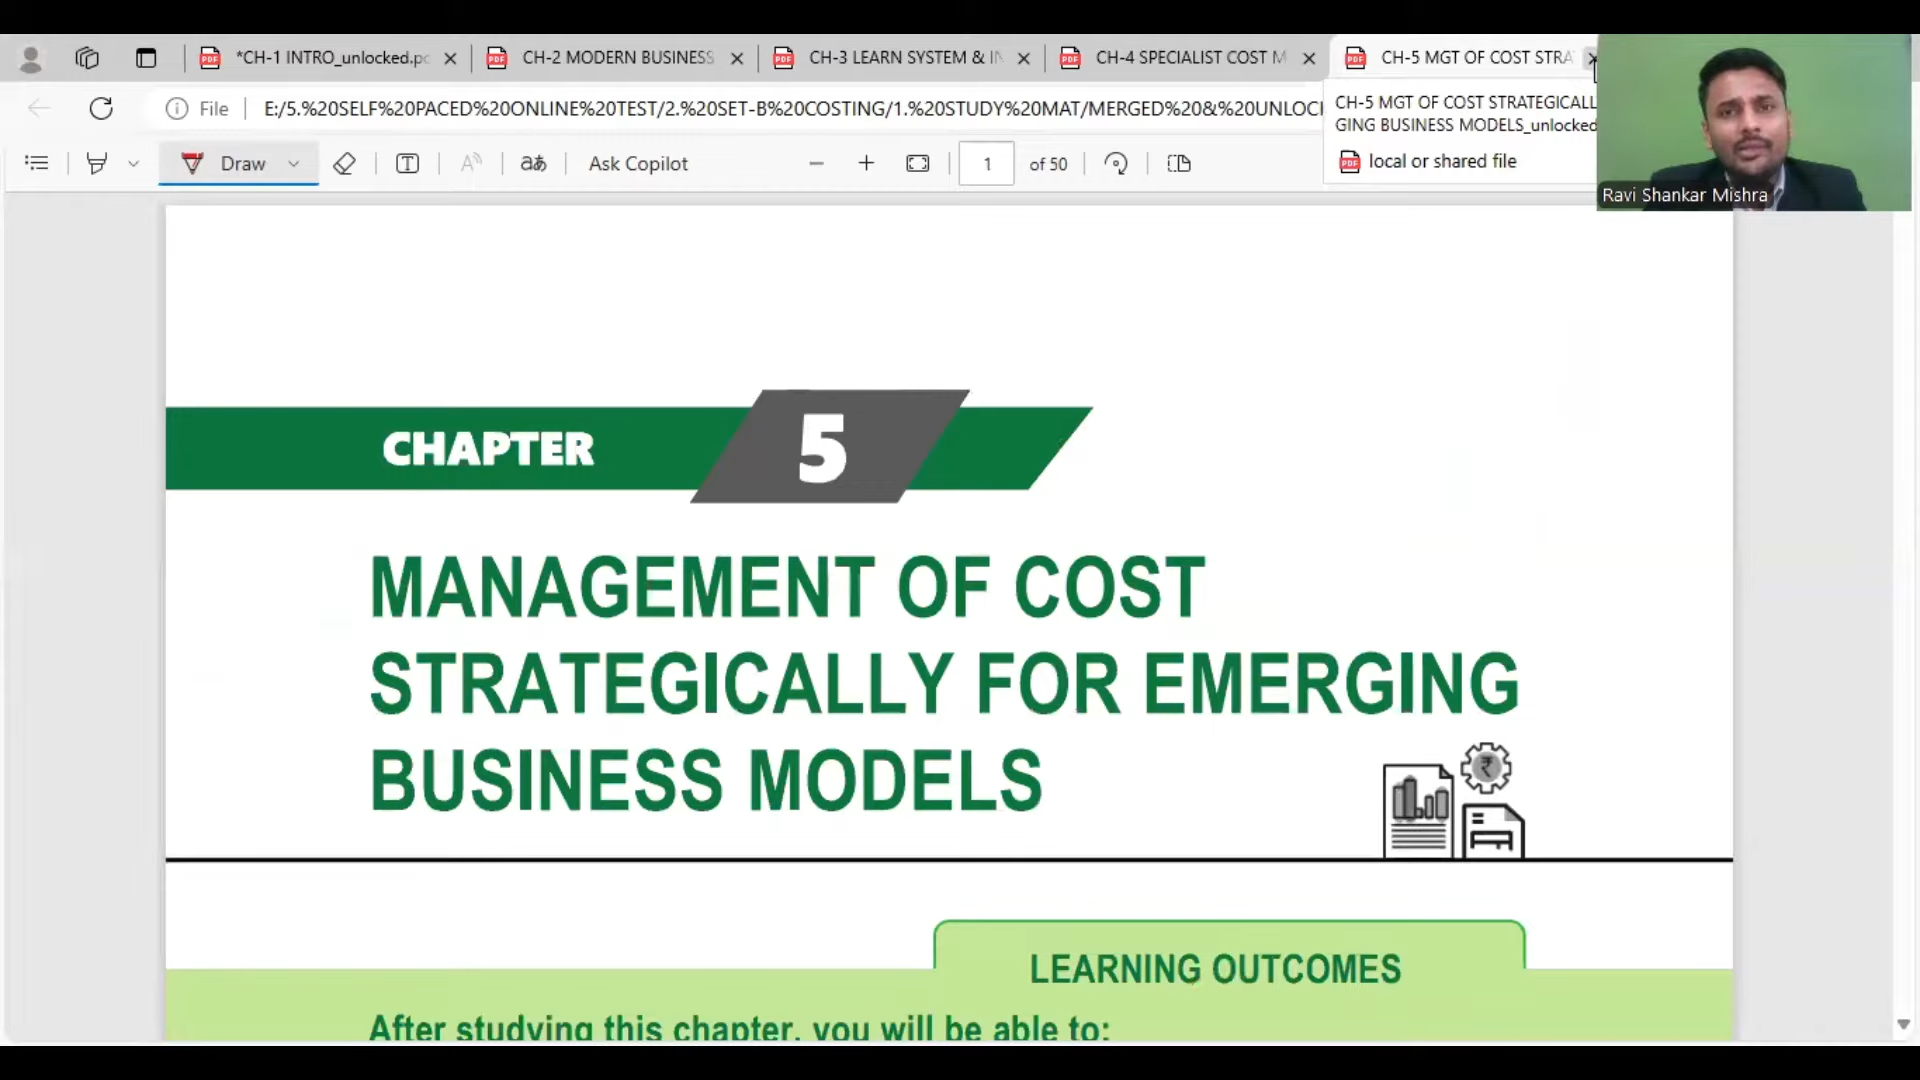 *CH-1 INTRO_unlocked.p
CH-2 MODERN BUSINESS
CH-3 LEARN SYSTEM & I
CH-4 SPECIALIST COST M
CH-5 MGT OF COST STRA
File
E:/5.%20SELF%20PACED%20ONLINE%20TEST/2.%20SET-B%20COSTING/1.%20STUDY%20MAT/MERGED%20&%20UNLOC
CH-5 MGT OF COST STRATEGICALL
GING BUSINESS MODELS_unlocked
local or shared file
Draw
T
A
aあ
Ask Copilot
1
of 50
Ravi Shankar Mishra
CHAPTER
5
MANAGEMENT OF COST
STRATEGICALLY FOR EMERGING
BUSINESS MODELS
₹
LEARNING OUTCOMES
After studying this chapter, you will be able to: